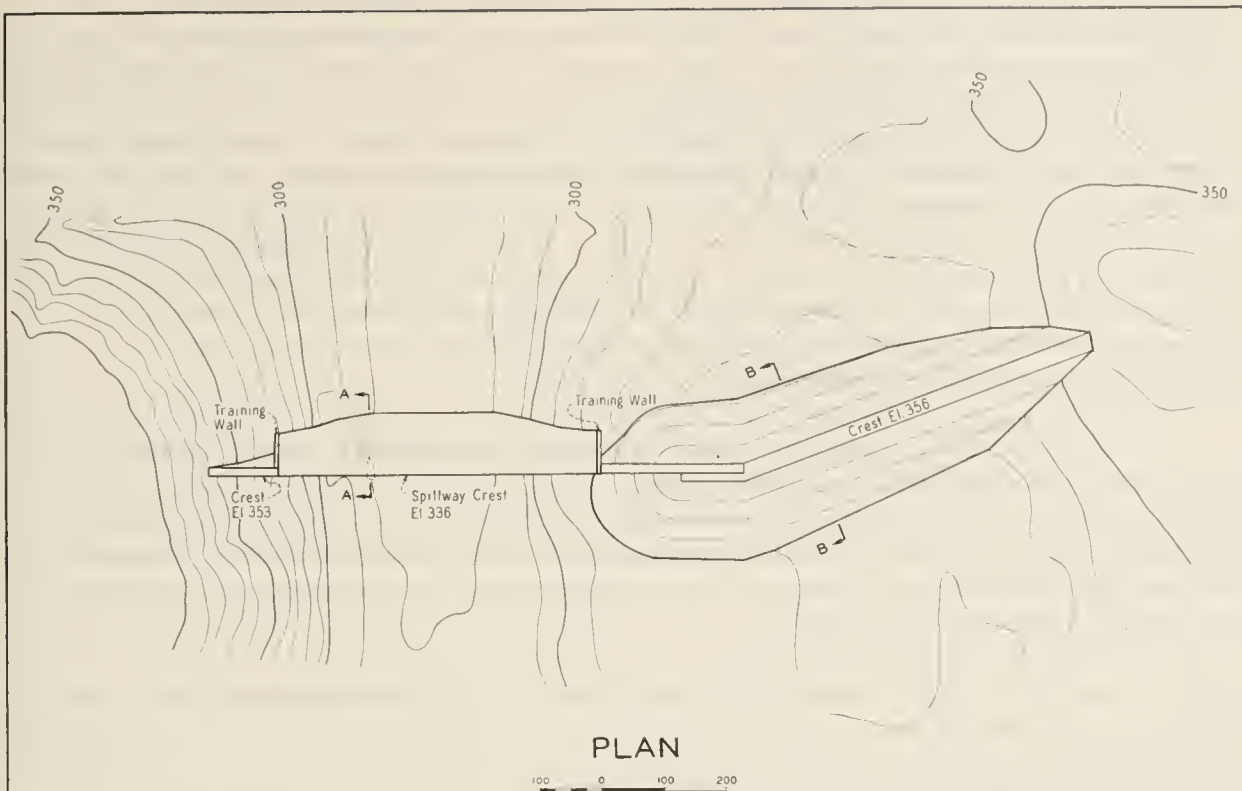 350
350
300
300
350
A
B
Training
Wall
Training Wall
Crest El. 356
Crest
El. 353
A
Spillway Crest
El. 336
B
PLAN
100 0 100 200